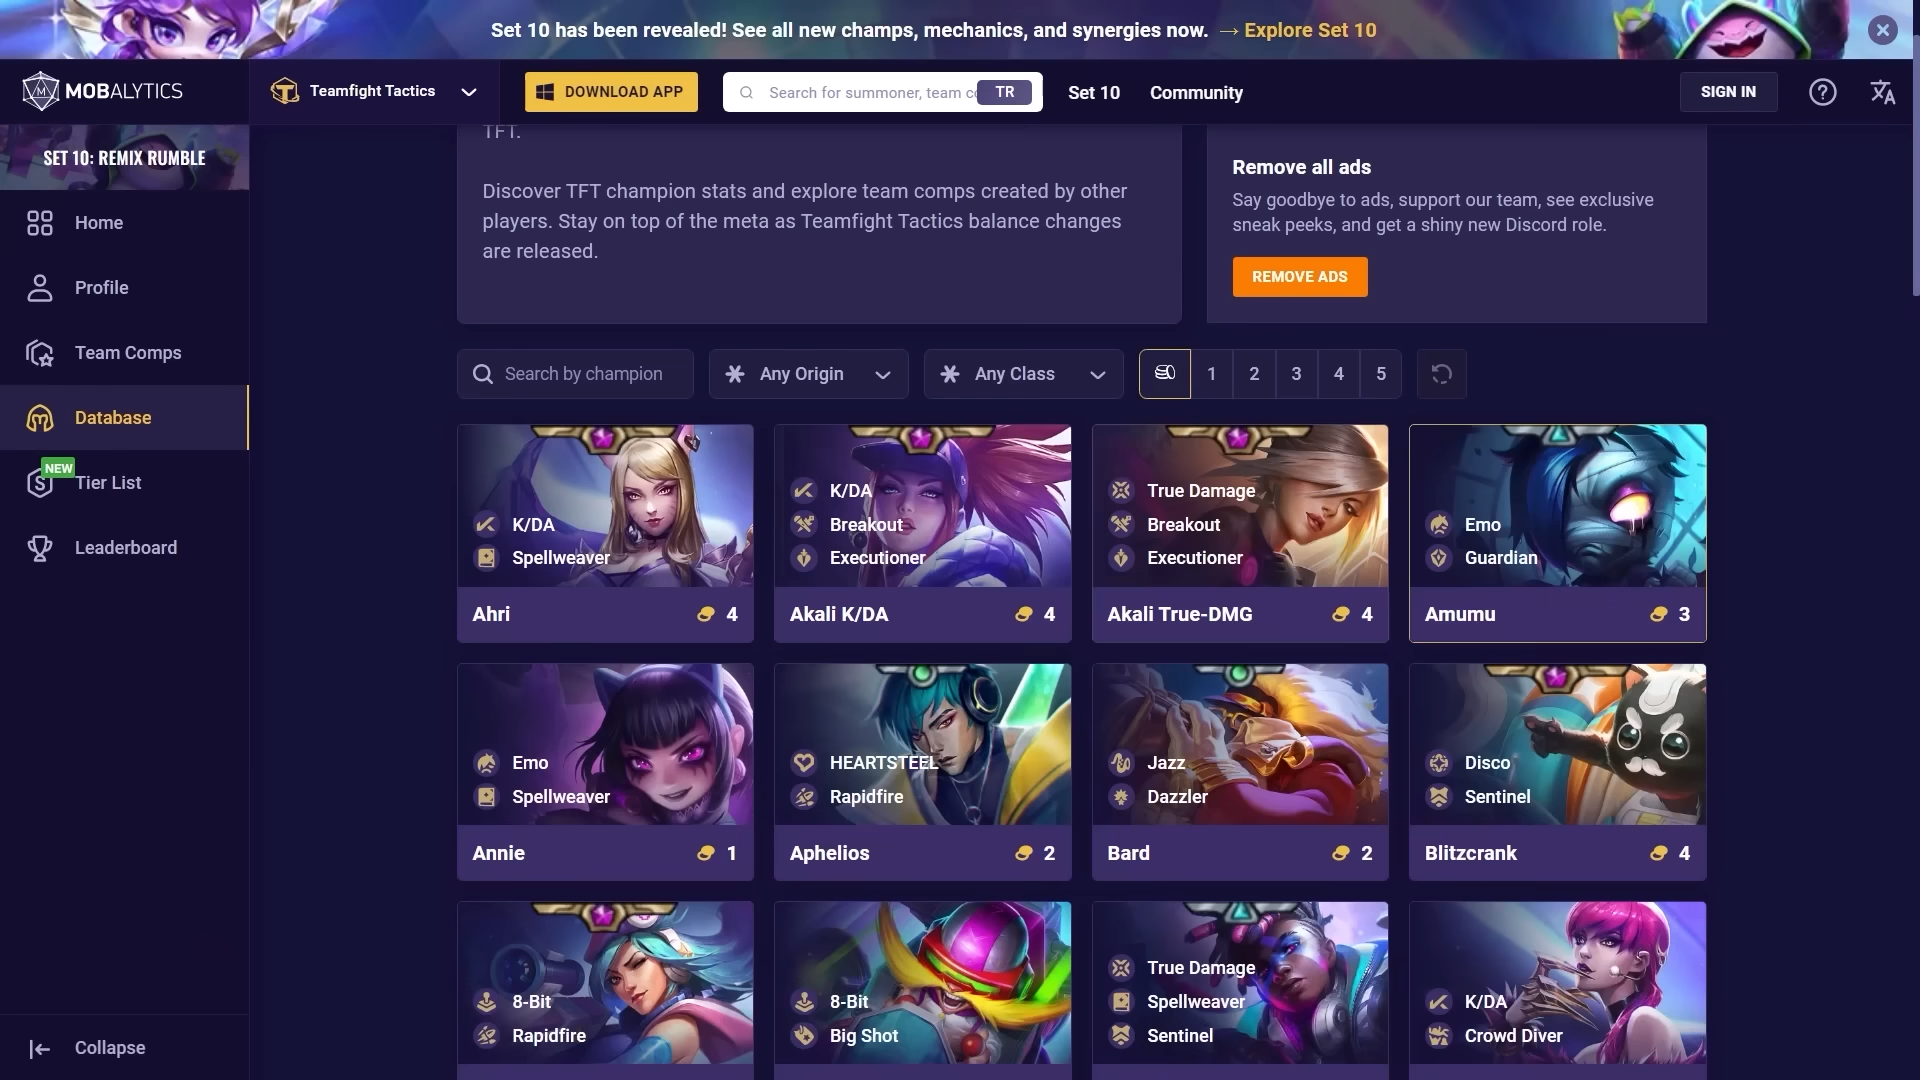 Set 10 has been revealed! See all new champs, mechanics, and synergies now. → Explore Set 10
MOBALYTICS
Teamfight Tactics
DOWNLOAD APP
Search for summoner, team co
TR
Set 10
Community
SIGN IN
SET 10: REMIX RUMBLE
Home
Profile
Team Comps
Database
NEW
Tier List
Leaderboard
Collapse
TFT.
Discover TFT champion stats and explore team comps created by other
players. Stay on top of the meta as Teamfight Tactics balance changes
are released.
Remove all ads
Say goodbye to ads, support our team, see exclusive
sneak peeks, and get a shiny new Discord role.
REMOVE ADS
Search by champion
Any Origin
Any Class
1 2 3 4 5
K/DA
Spellweaver
Ahri 4
K/DA
Breakout
Executioner
Akali K/DA 4
True Damage
Breakout
Executioner
Akali True-DMG 4
Emo
Guardian
Amumu 3
Emo
Spellweaver
Annie 1
HEARTSTEEL
Rapidfire
Aphelios 2
Jazz
Dazzler
Bard 2
Disco
Sentinel
Blitzcrank 4
8-Bit
Rapidfire
8-Bit
Big Shot
True Damage
Spellweaver
Sentinel
K/DA
Crowd Diver